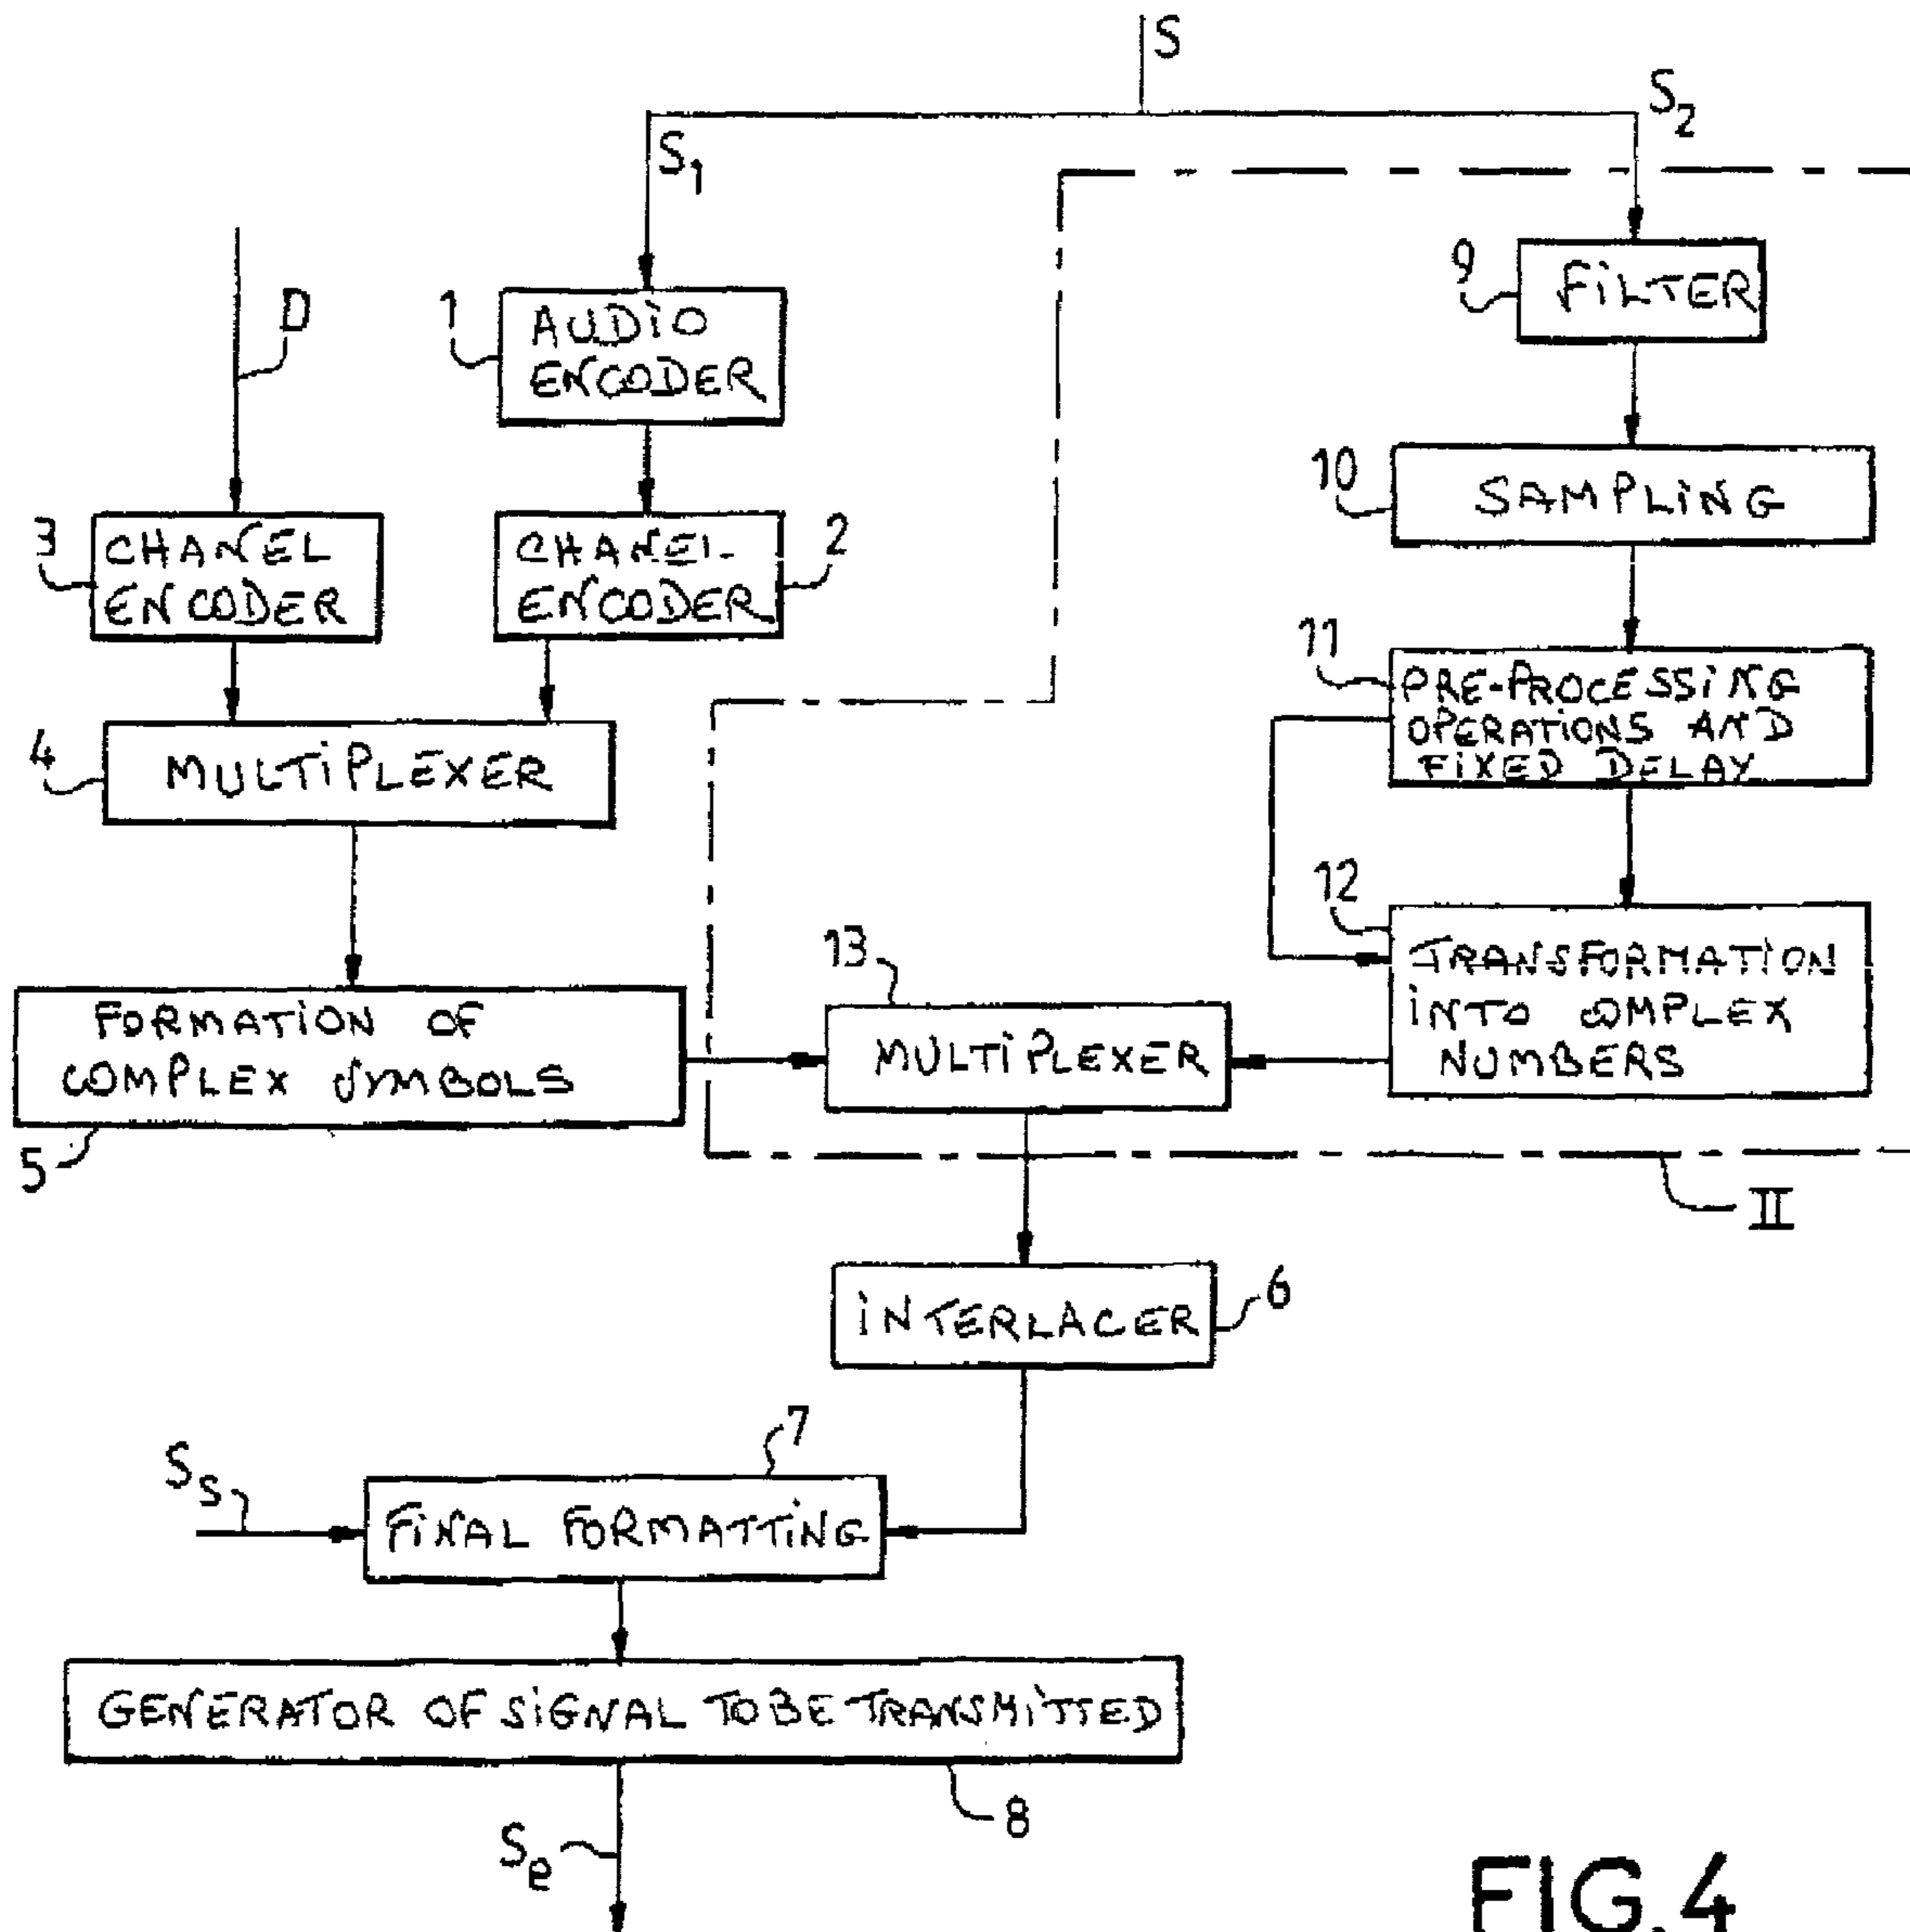 S
S2
S1
D
1
AUDiO
ENCODER
9
FiLTER
10
SAMPLiNG
3
CHANEL
ENCODER
CHANEL
ENCODER
2
11
PRE-PROCESSiNG
OPERATIONS AND
FiXED DELAY
4
MULTiPLEXER
12
TRANSFORMATION
iNTO COMPLEX
NUMBERS
13
MULTiPLEXER
FORMATiON OF
COMPLEX SYMBOLS
5
II
iNTERLACER
6
7
Ss
FiNAL FORMATTiNG
GENERATOR OF SiGNAL TO BE TRANSMiTTED
8
Se
FIG.4